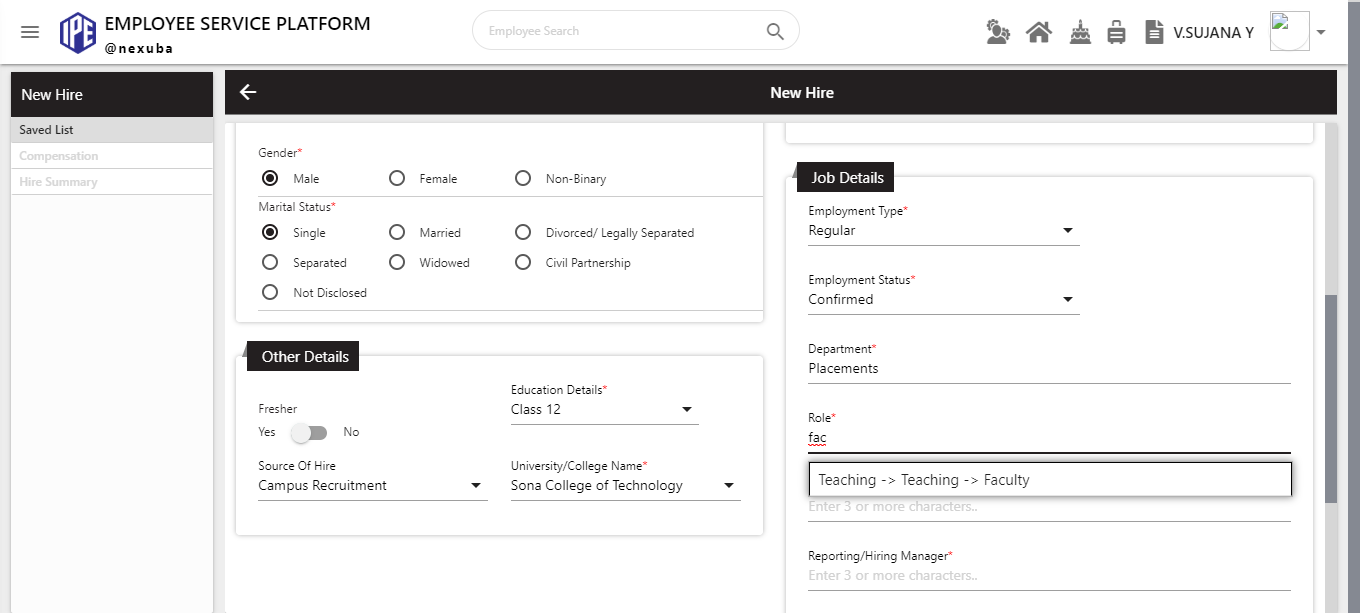 EMPLOYEE SERVICE PLATFORM
@nexuba
Employee Search
V.SUJANA Y
New Hire
Saved List
Compensation
Hire Summary
New Hire
Gender*
Male Female Non-Binary
Marital Status*
Single Married Divorced/ Legally Separated
Separated Widowed Civil Partnership
Not Disclosed
Other Details
Fresher
Yes No
Education Details*
Class 12
Source Of Hire
Campus Recruitment
University/College Name*
Sona College of Technology
Job Details
Employment Type*
Regular
Employment Status*
Confirmed
Department*
Placements
Role*
fac
Teaching -> Teaching -> Faculty
Enter 3 or more characters..
Reporting/Hiring Manager*
Enter 3 or more characters..